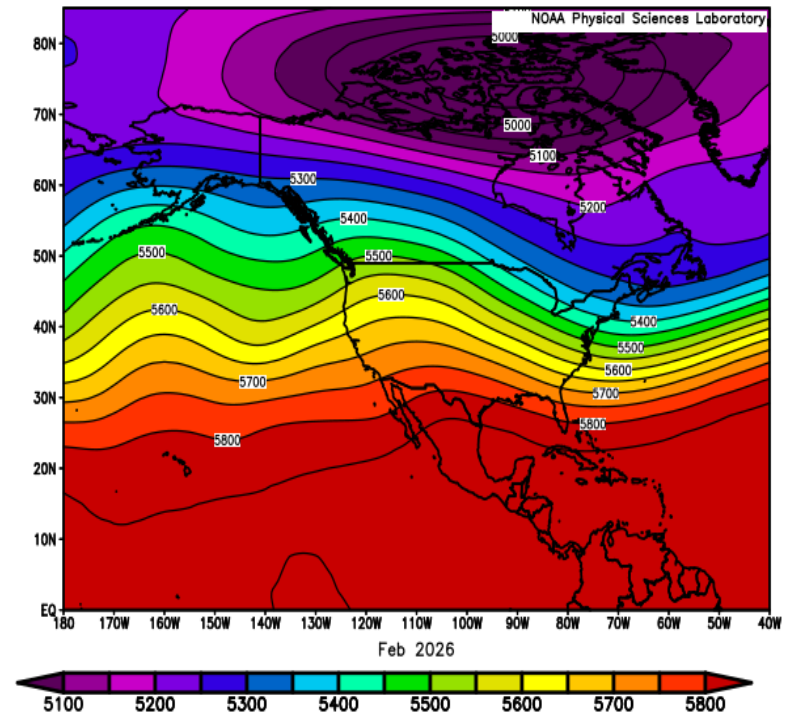 NOAA Physical Sciences Laboratory
80N
5000
70N
5000
5100
60N
5300
5200
5400
50N
5500
5500
5600
5600
5400
40N
5500
5600
5700
5700
30N
5800
5800
20N
10N
EQ
180 170W 160W 150W 140W 130W 120W 110W 100W 90W 80W 70W 60W 50W 40W
Feb 2026
5100 5200 5300 5400 5500 5600 5700 5800